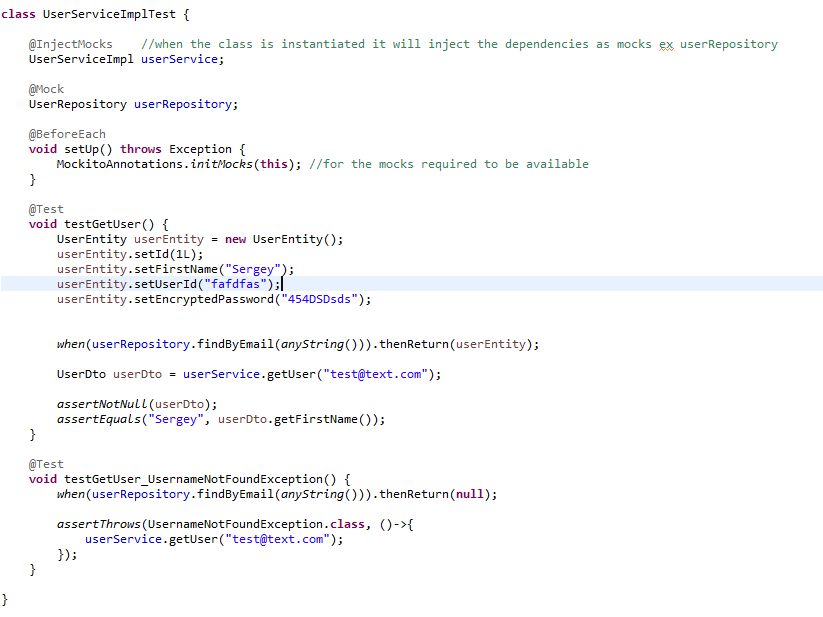 class UserServiceImplTest {
@InjectMocks //when the class is instantiated it will inject the dependencies as mocks ex userRepository
UserServiceImpl userService;
@Mock
UserRepository userRepository;
@BeforeEach
void setUp() throws Exception {
MockitoAnnotations.initMocks(this); //for the mocks required to be available
}
@Test
void testGetUser() {
UserEntity userEntity = new UserEntity();
userEntity.setId(1L);
userEntity.setFirstName("Sergey");
userEntity.setUserId("fafdfas");
userEntity.setEncryptedPassword("454DSDsds");
when(userRepository.findByEmail(anyString())).thenReturn(userEntity);
UserDto userDto = userService.getUser("test@text.com");
assertNotNull(userDto);
assertEquals("Sergey", userDto.getFirstName());
}
@Test
void testGetUser_UsernameNotFoundException() {
when(userRepository.findByEmail(anyString())).thenReturn(null);
assertThrows(UsernameNotFoundException.class, ()->{
userService.getUser("test@text.com");
});
}
}